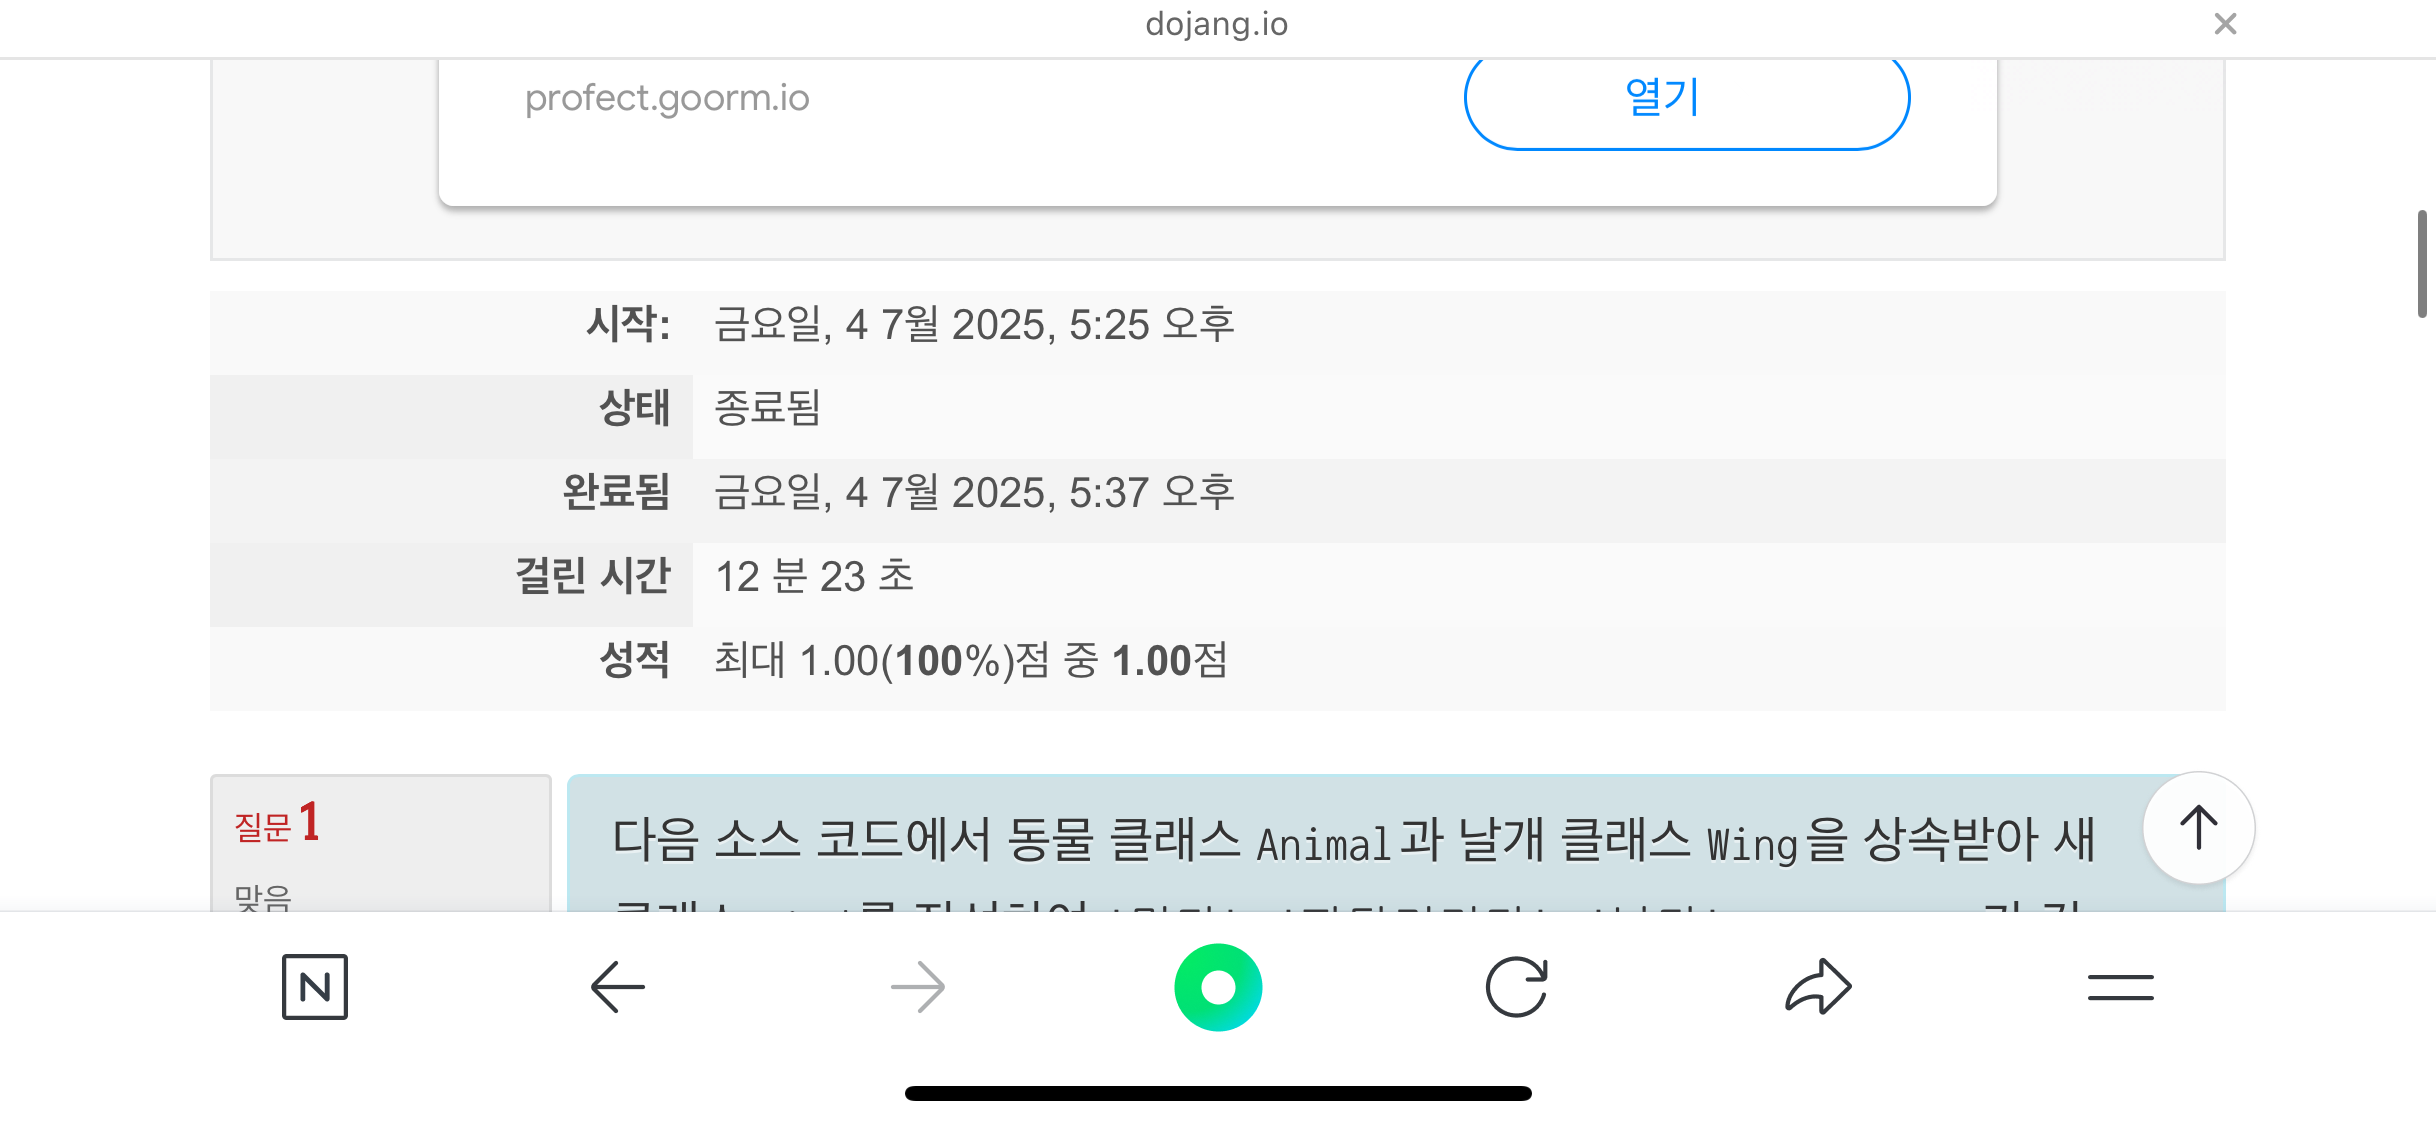 dojang.io
profect.goorm.io
열기
시작: 금요일, 4 7월 2025, 5:25 오후
상태 종료됨
완료됨 금요일, 4 7월 2025, 5:37 오후
걸린 시간 12 분 23 초
성적 최대 1.00(100%)점 중 1.00점
질문 1
맞음
다음 소스 코드에서 동물 클래스 Animal과 날개 클래스 Wing을 상속받아 새